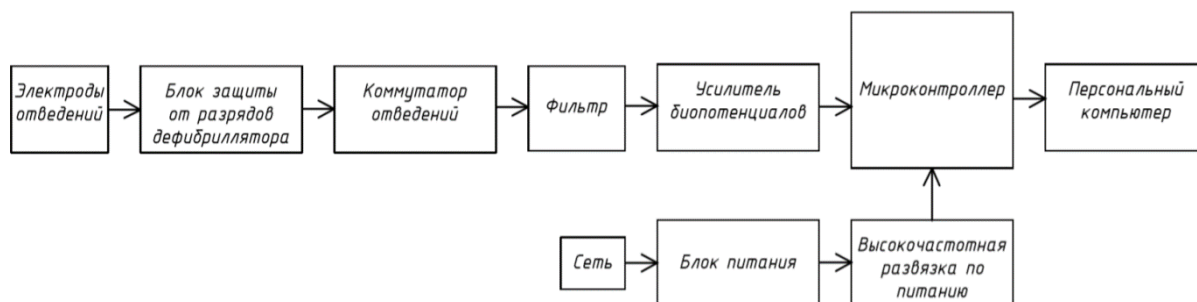 Электроды
отведений
Блок защиты
от разрядов
дефибриллятора
Коммутатор
отведений
Фильтр
Усилитель
биопотенциалов
Микроконтроллер
Персональный
компьютер
Сеть
Блок питания
Высокочастотная
развязка по
питанию